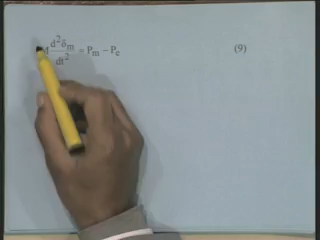 M d²δₘ/dt² = Pₘ − Pₑ (9)